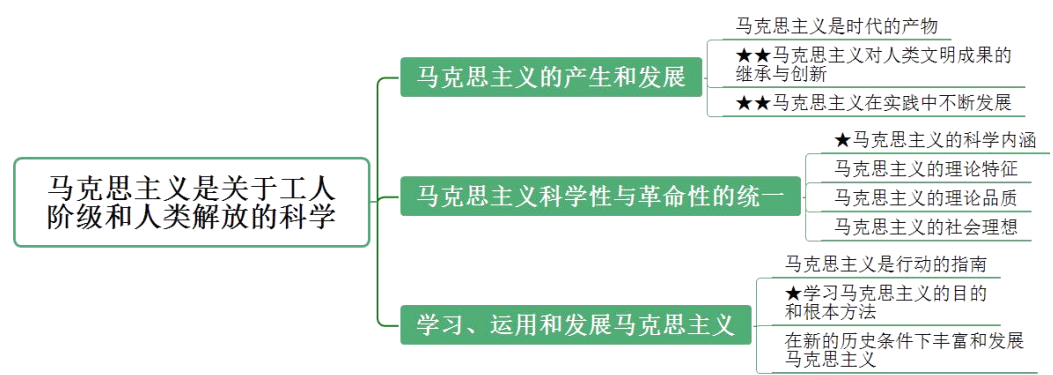 马克思主义是关于工人
阶级和人类解放的科学
马克思主义的产生和发展
马克思主义是时代的产物
★★马克思主义对人类文明成果的
继承与创新
★★马克思主义在实践中不断发展
马克思主义科学性与革命性的统一
★马克思主义的科学内涵
马克思主义的理论特征
马克思主义的理论品质
马克思主义的社会理想
学习、运用和发展马克思主义
马克思主义是行动的指南
★学习马克思主义的目的
和根本方法
在新的历史条件下丰富和发展
马克思主义